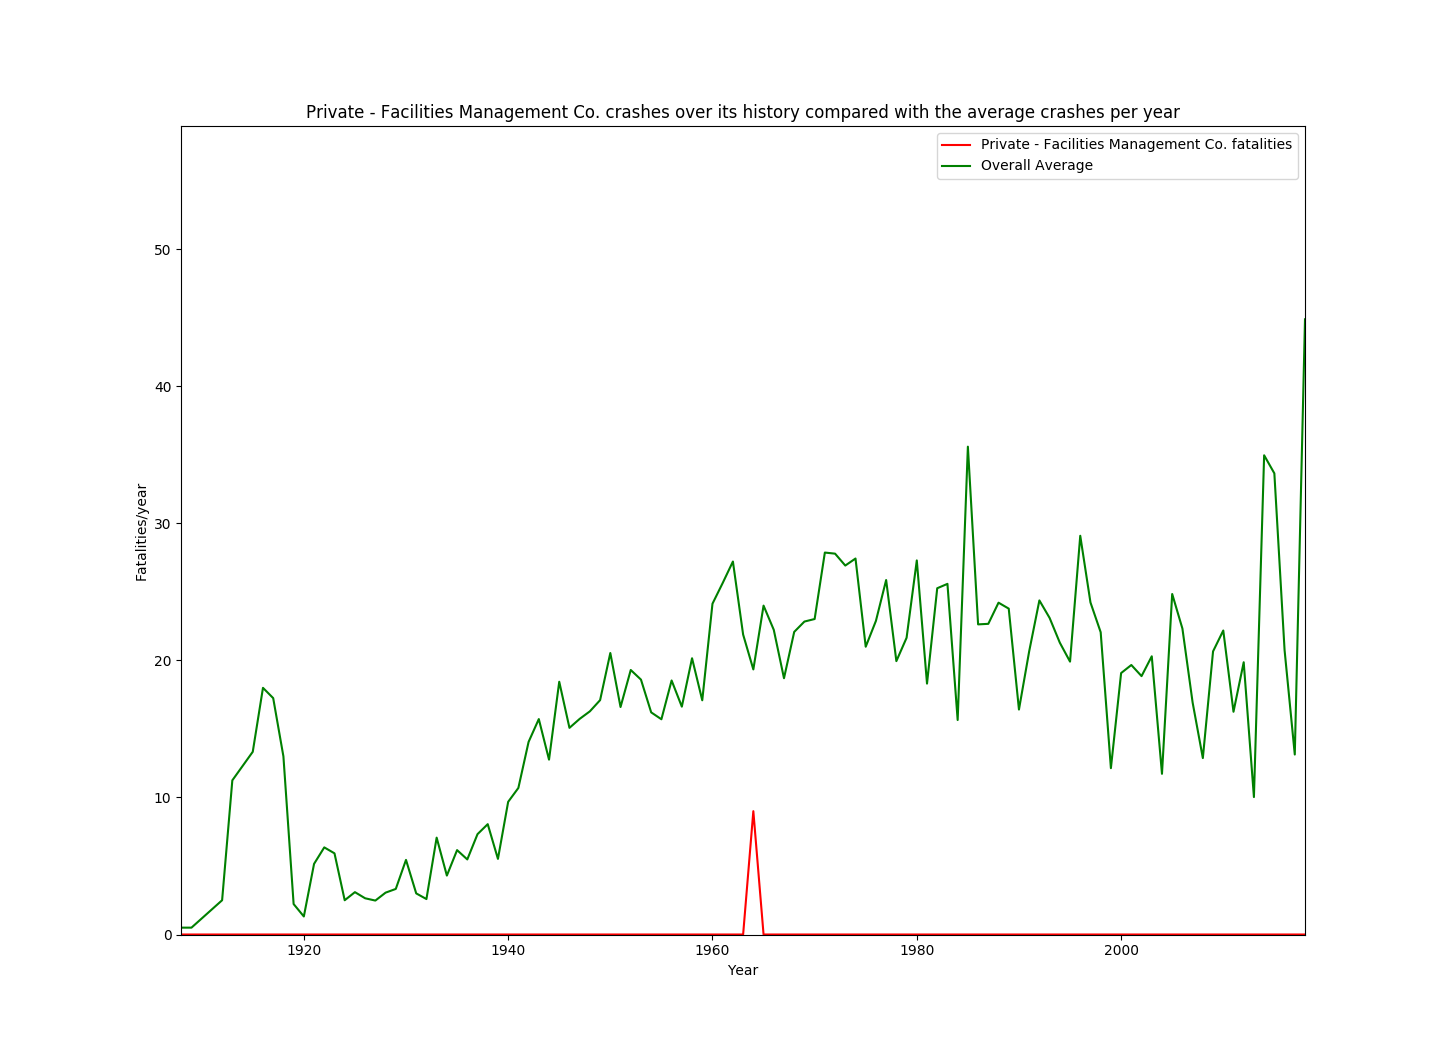 Private - Facilities Management Co. crashes over its history compared with the average crashes per year
Private - Facilities Management Co. fatalities
Overall Average
50
40
30
20
10
0
Fatalities/year
1920 1940 1960 1980 2000
Year